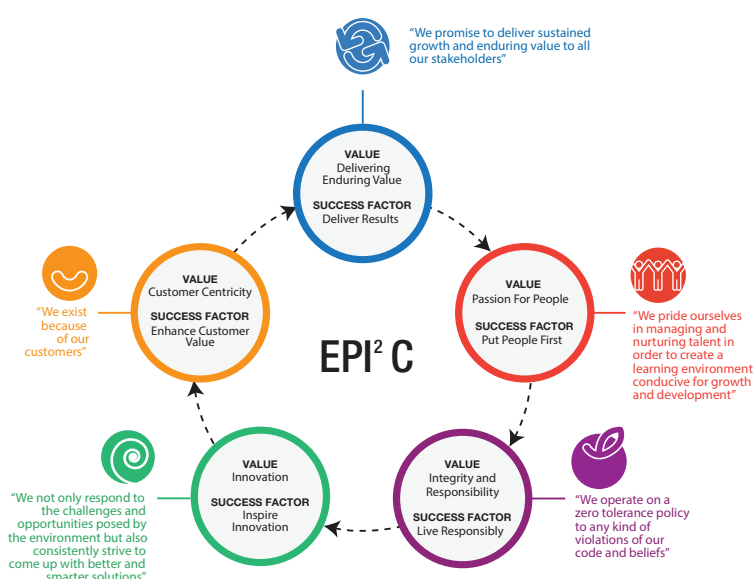 “We promise to deliver sustained
growth and enduring value to all
our stakeholders”
VALUE
Delivering
Enduring Value
SUCCESS FACTOR
Deliver Results
VALUE
Passion For People
SUCCESS FACTOR
Put People First
“We pride ourselves
in managing and
nurturing talent in
order to create a
learning environment
conducive for growth
and development”
VALUE
Integrity and
Responsibility
SUCCESS FACTOR
Live Responsibly
“We operate on a
zero tolerance policy
to any kind of
violations of our
code and beliefs”
VALUE
Innovation
SUCCESS FACTOR
Inspire
Innovation
“We not only respond to
the challenges and
opportunities posed by
the environment but also
consistently strive to
come up with better and
smarter solutions”
VALUE
Customer Centricity
SUCCESS FACTOR
Enhance Customer
Value
“We exist
because
of our
customers”
EPI² C